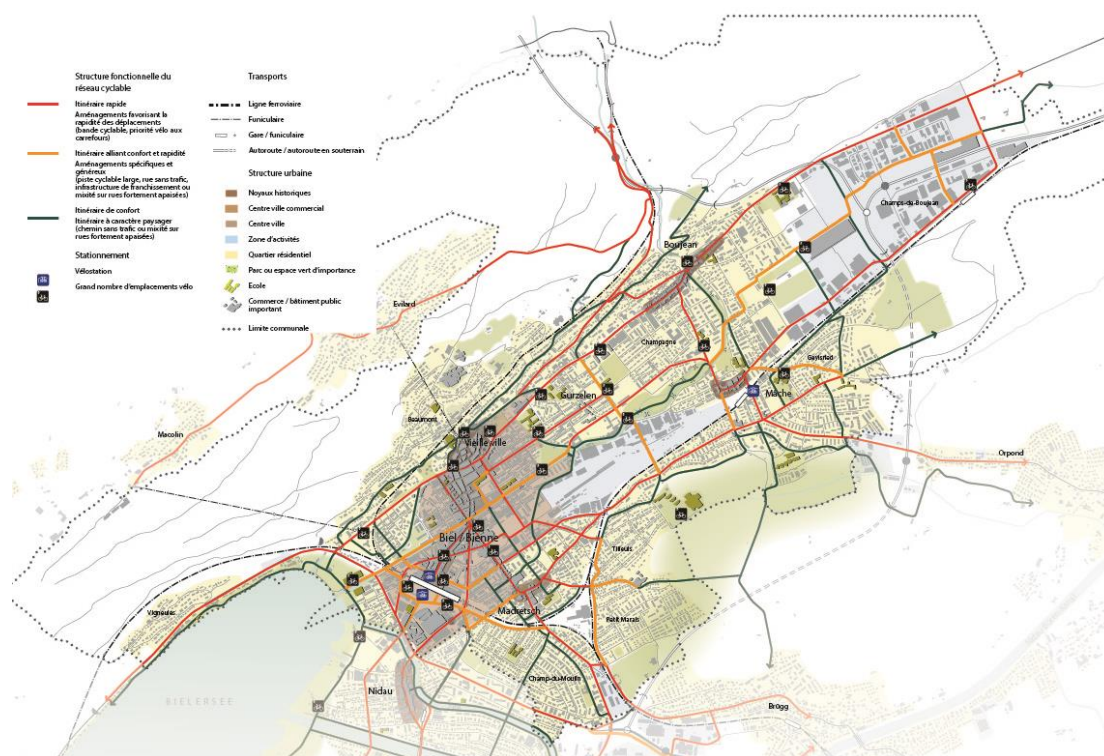 Structure fonctionnelle du
réseau cyclable
Itinéraire rapide
Aménagements favorisant la
rapidité des déplacements
(bande cyclable, priorité vélo aux
carrefours)
Itinéraire alliant confort et rapidité
Aménagements spécifiques et
généreux
(piste cyclable large, rue sans trafic,
infrastructure de franchissement ou
mixité sur rues fortement apaisées)
Itinéraire de confort
Itinéraire à caractère paysager
(chemin sans trafic ou mixité sur
rues fortement apaisées)
Stationnement
Vélostation
Grand nombre d'emplacements vélo
Transports
Ligne ferroviaire
Funiculaire
Gare / funiculaire
Autoroute / autoroute en souterrain
Structure urbaine
Noyaux historiques
Centre ville commercial
Centre ville
Zone d'activités
Quartier résidentiel
Parc ou espace vert d'importance
Ecole
Commerce / bâtiment public
important
Limite communale
Champs-de-Boujean
Boujean
Evilard
Champagne
Geyisried
Gurzelen
Mâche
Beaumont
Macolin
Vieille ville
Orpond
Biel / Bienne
Tilleuls
Vigneules
Madretsch
Petit Marais
Champ-du-Moulin
Nidau
BIELERSEE
Brügg